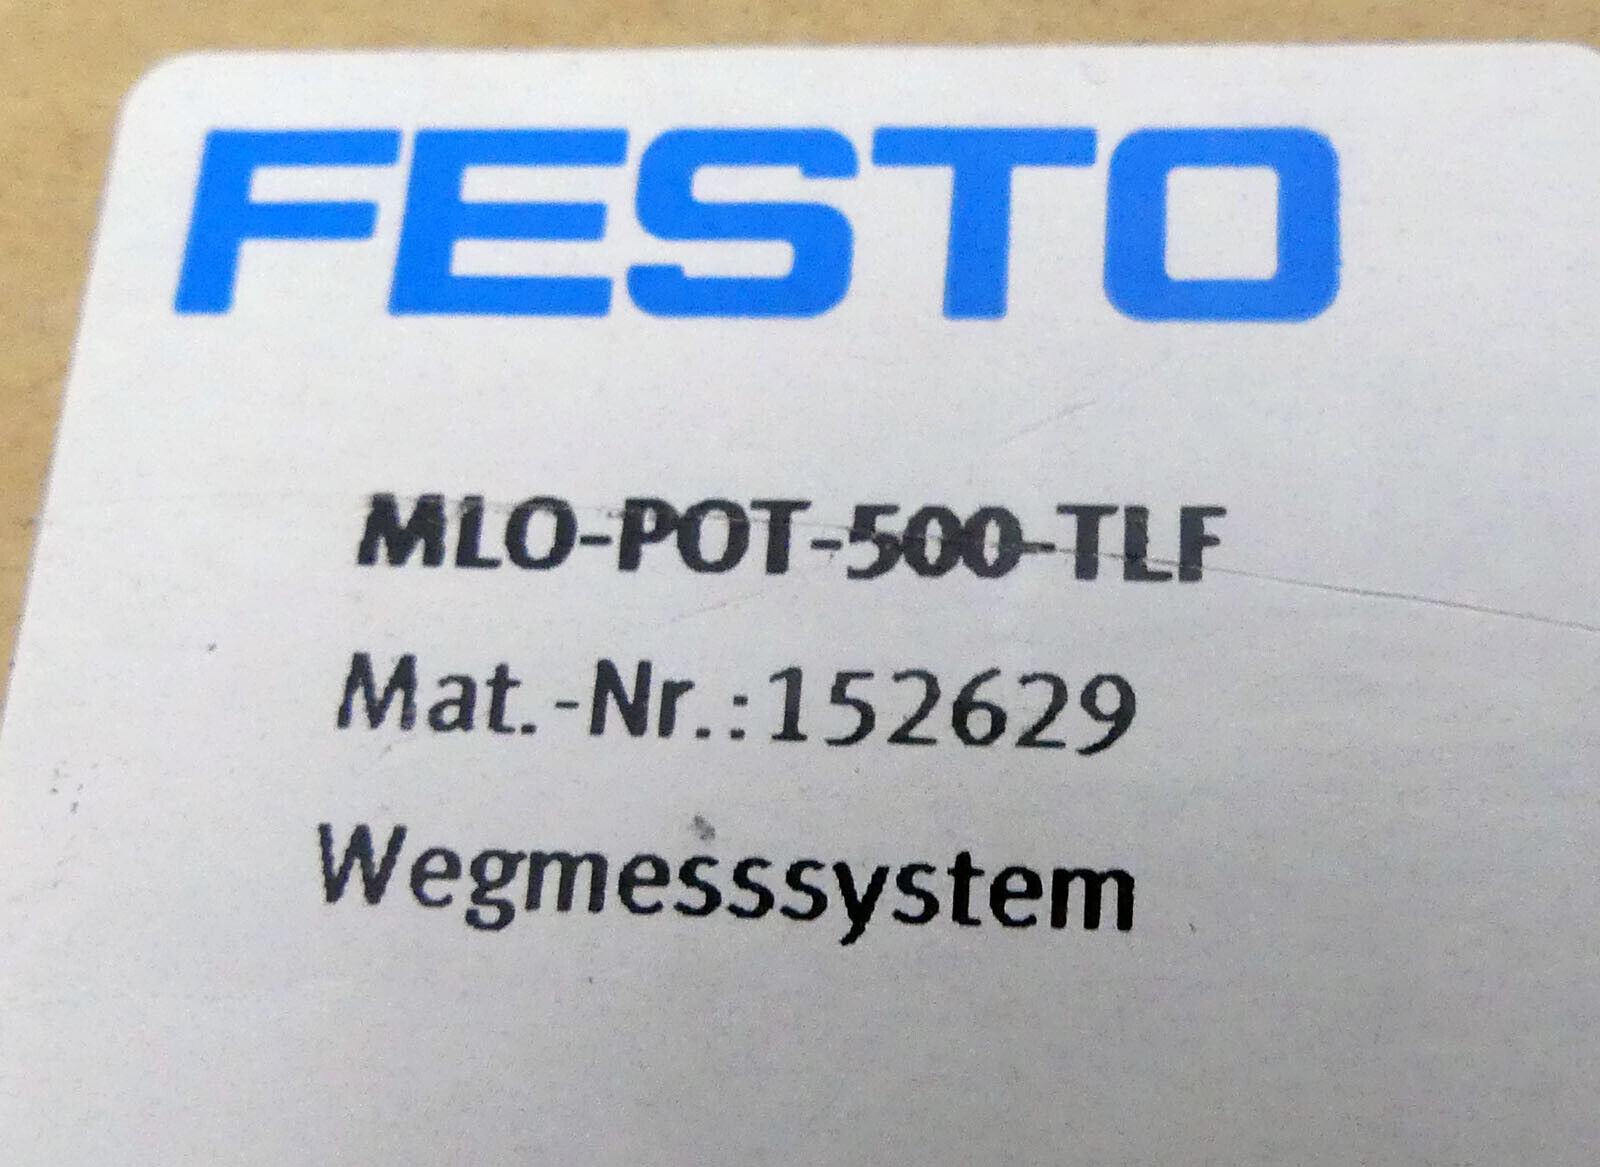 FESTO
MLO-POT-500-TLF
Mat.-Nr.:152629
Wegmesssystem